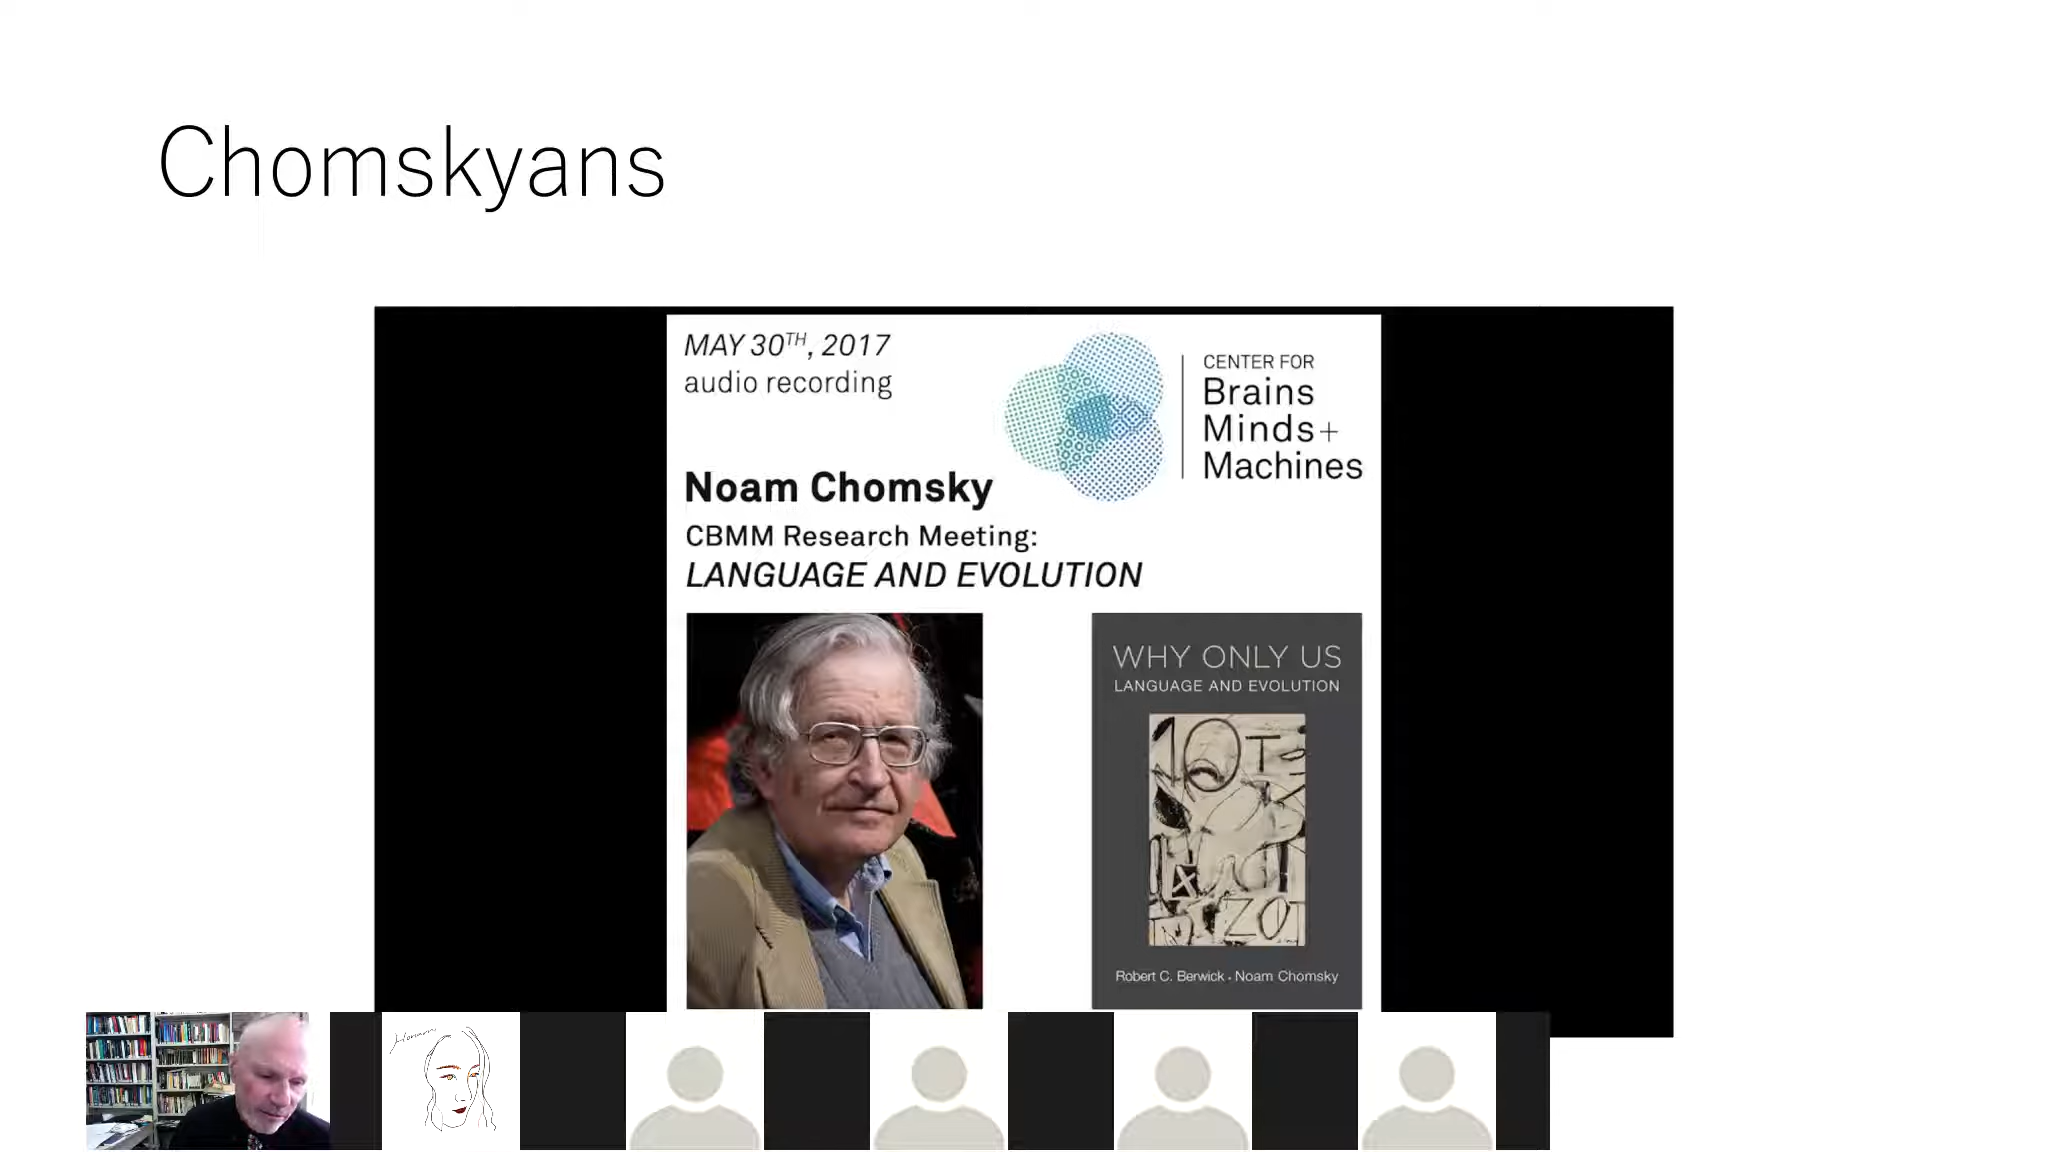 Chomskyans
MAY 30TH, 2017
audio recording
CENTER FOR
Brains
Minds+
Machines
Noam Chomsky
CBMM Research Meeting:
LANGUAGE AND EVOLUTION
WHY ONLY US
LANGUAGE AND EVOLUTION
Robert C. Berwick • Noam Chomsky